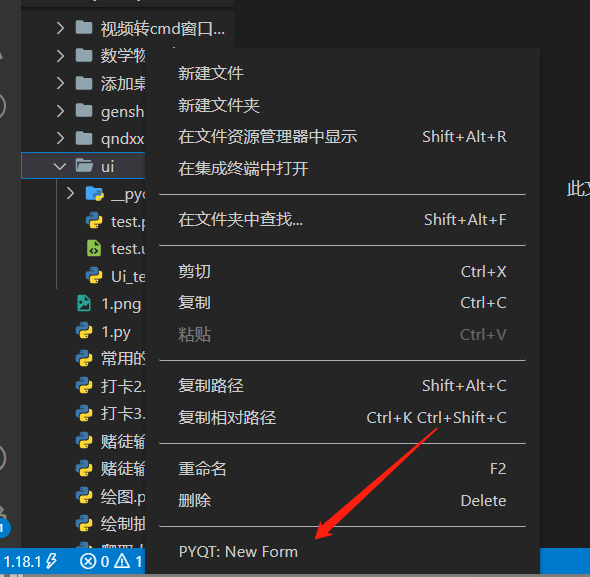 视频转cmd窗口...
数学物
添加桌
gensh
qndxx
ui
__pyc
test.p
test.u
Ui_te
1.png
1.py
常用的
打卡2.
打卡3.
赌徒输
赌徒输
绘图.p
绘制抽
新建文件
新建文件夹
在文件资源管理器中显示 Shift+Alt+R
在集成终端中打开
在文件夹中查找... Shift+Alt+F
剪切 Ctrl+X
复制 Ctrl+C
粘贴 Ctrl+V
复制路径 Shift+Alt+C
复制相对路径 Ctrl+K Ctrl+Shift+C
重命名 F2
删除 Delete
PYQT: New Form
此文
1.18.1 0 1